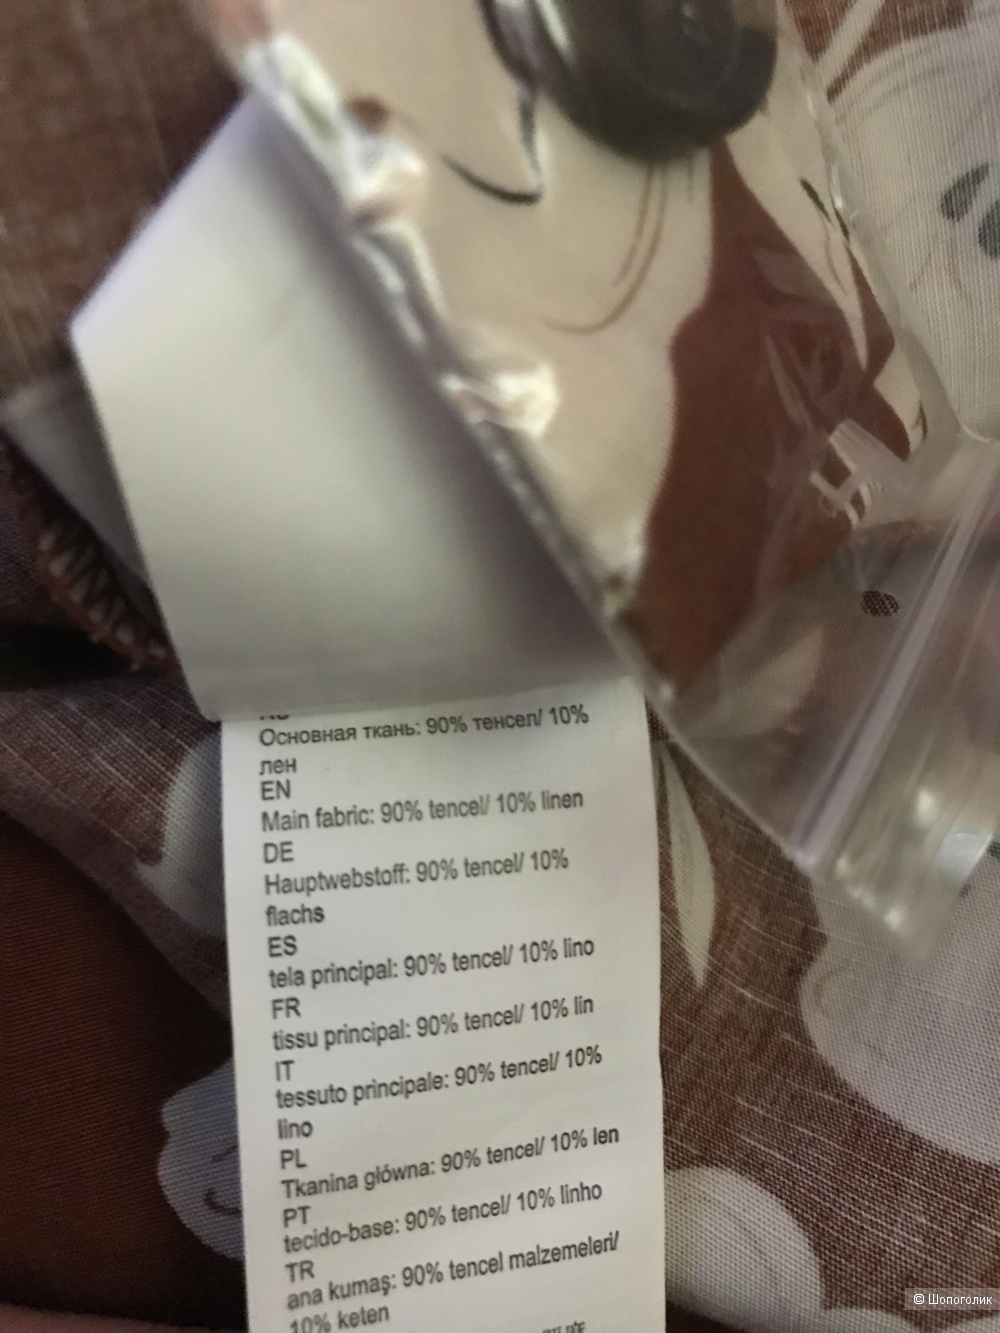 Основная ткань: 90% тенсел/ 10%
лен
EN
Main fabric: 90% tencel/ 10% linen
DE
Hauptwebstoff: 90% tencel/ 10%
flachs
ES
tela principal: 90% tencel/ 10% lino
FR
tissu principal: 90% tencel/ 10% lin
IT
tessuto principale: 90% tencel/ 10%
lino
PL
Tkanina główna: 90% tencel/ 10% len
PT
tecido-base: 90% tencel/ 10% linho
TR
ana kumaş: 90% tencel malzemeleri/
10% keten
© Шопоголик